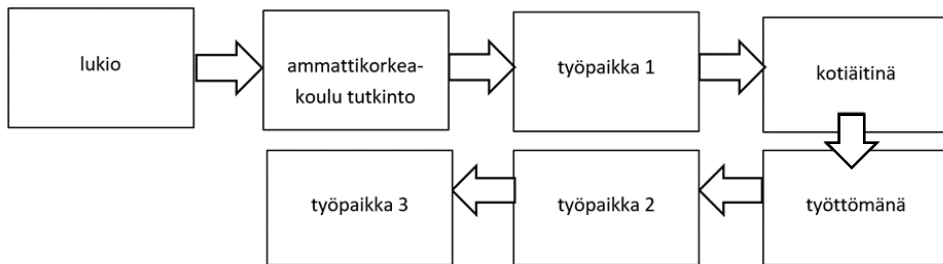 lukio
ammattikorkea-
koulu tutkinto
työpaikka 1
kotiäitinä
työttömänä
työpaikka 2
työpaikka 3